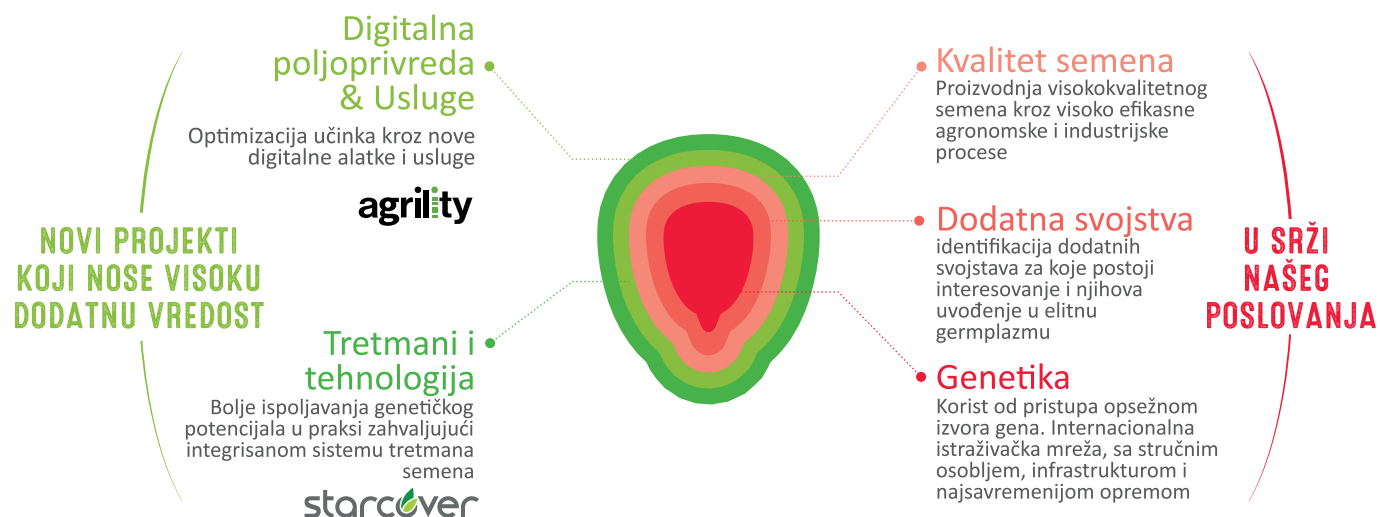 NOVI PROJEKTI
KOJI NOSE VISOKU
DODATNU VREDOST
Digitalna
poljoprivreda
& Usluge
Optimizacija učinka kroz nove
digitalne alatke i usluge
agrility
Tretmani i
tehnologija
Bolje ispoljavanja genetičkog
potencijala u praksi zahvaljujući
integrisanom sistemu tretmana
semena
starcover
Kvalitet semena
Proizvodnja visokokvalitetnog
semena kroz visoko efikasne
agronomske i industrijske
procese
Dodatna svojstva
identifikacija dodatnih
svojstava za koje postoji
interesovanje i njihova
uvođenje u elitnu
germplazmu
Genetika
Korist od pristupa opsežnom
izvora gena. Internacionalna
istraživačka mreža, sa stručnim
osobljem, infrastrukturom i
najsavremenijom opremom
U SRŽI
NAŠEG
POSLOVANJA